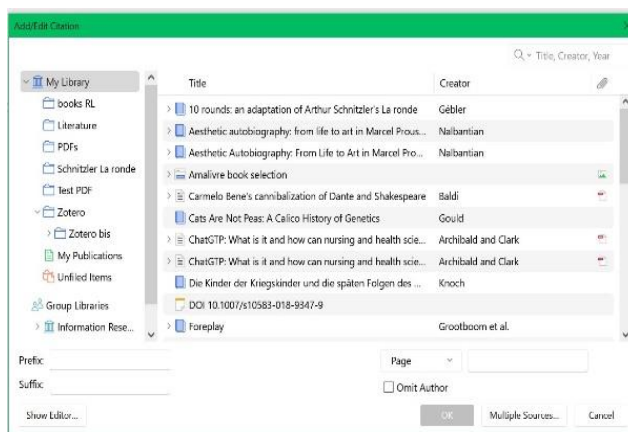 Add/Edit Citation
Title, Creator, Year
My Library
books RL
Literature
PDFs
Schnitzler La ronde
Test PDF
Zotero
Zotero bis
My Publications
Unfiled Items
Group Libraries
Information Rese...
Title Creator
10 rounds: an adaptation of Arthur Schnitzler's La ronde Gébler
Aesthetic autobiography: from life to art in Marcel Prous... Nalbantian
Aesthetic Autobiography: From Life to Art in Marcel Pro... Nalbantian
Amalivre book selection
Carmelo Bene's cannibalization of Dante and Shakespeare Baldi
Cats Are Not Peas: A Calico History of Genetics Gould
ChatGTP: What is it and how can nursing and health scie... Archibald and Clark
ChatGTP: What is it and how can nursing and health scie... Archibald and Clark
Die Kinder der Kriegskinder und die späten Folgen des ... Knoch
DOI 10.1007/s10583-018-9347-9
Foreplay Grootboom et al.
Prefix: Page
Suffix: Omit Author
Show Editor... OK Multiple Sources... Cancel